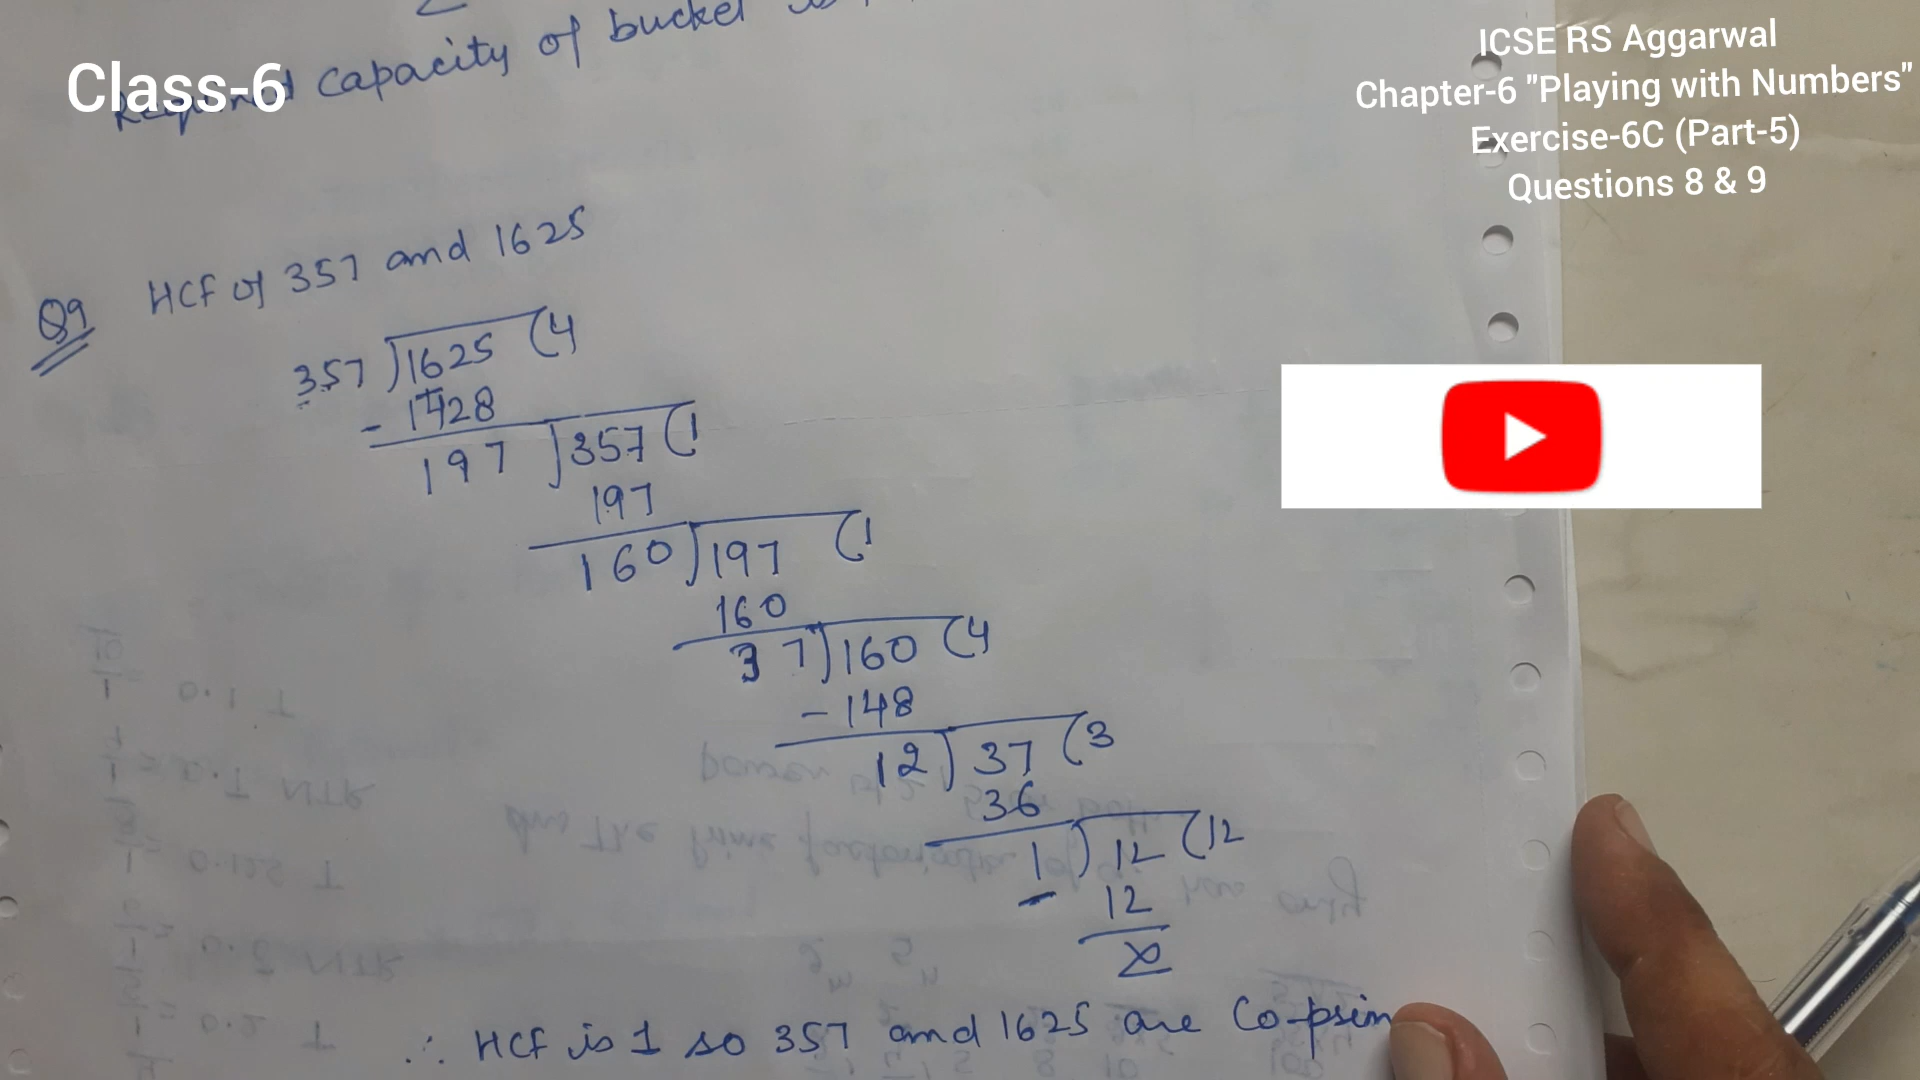 Required capacity of bucket is
Class-6
ICSE RS Aggarwal
Chapter-6 "Playing with Numbers"
Exercise-6C (Part-5)
Questions 8 & 9
Q9 HCF of 357 and 1625
357 ) 1625 ( 4
- 1428
197 ) 357 ( 1
197
160 ) 197 ( 1
160
37 ) 160 ( 4
- 148
12 ) 37 ( 3
36
1 ) 12 ( 12
12
∴ HCF is 1 so 357 and 1625 are Co-prim